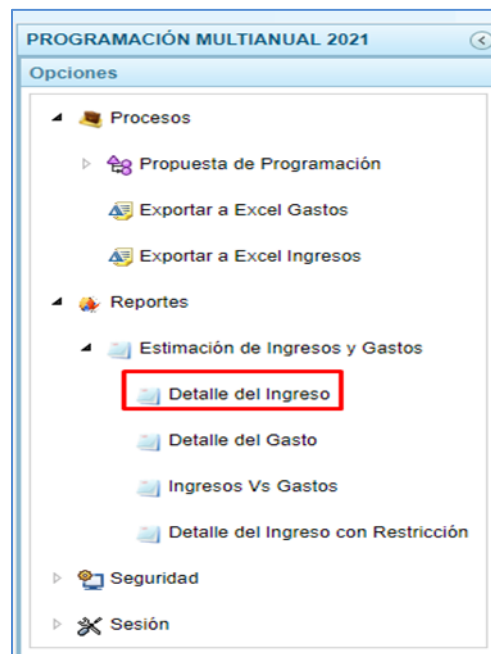 PROGRAMACIÓN MULTIANUAL 2021
Opciones
Procesos
Propuesta de Programación
Exportar a Excel Gastos
Exportar a Excel Ingresos
Reportes
Estimación de Ingresos y Gastos
Detalle del Ingreso
Detalle del Gasto
Ingresos Vs Gastos
Detalle del Ingreso con Restricción
Seguridad
Sesión